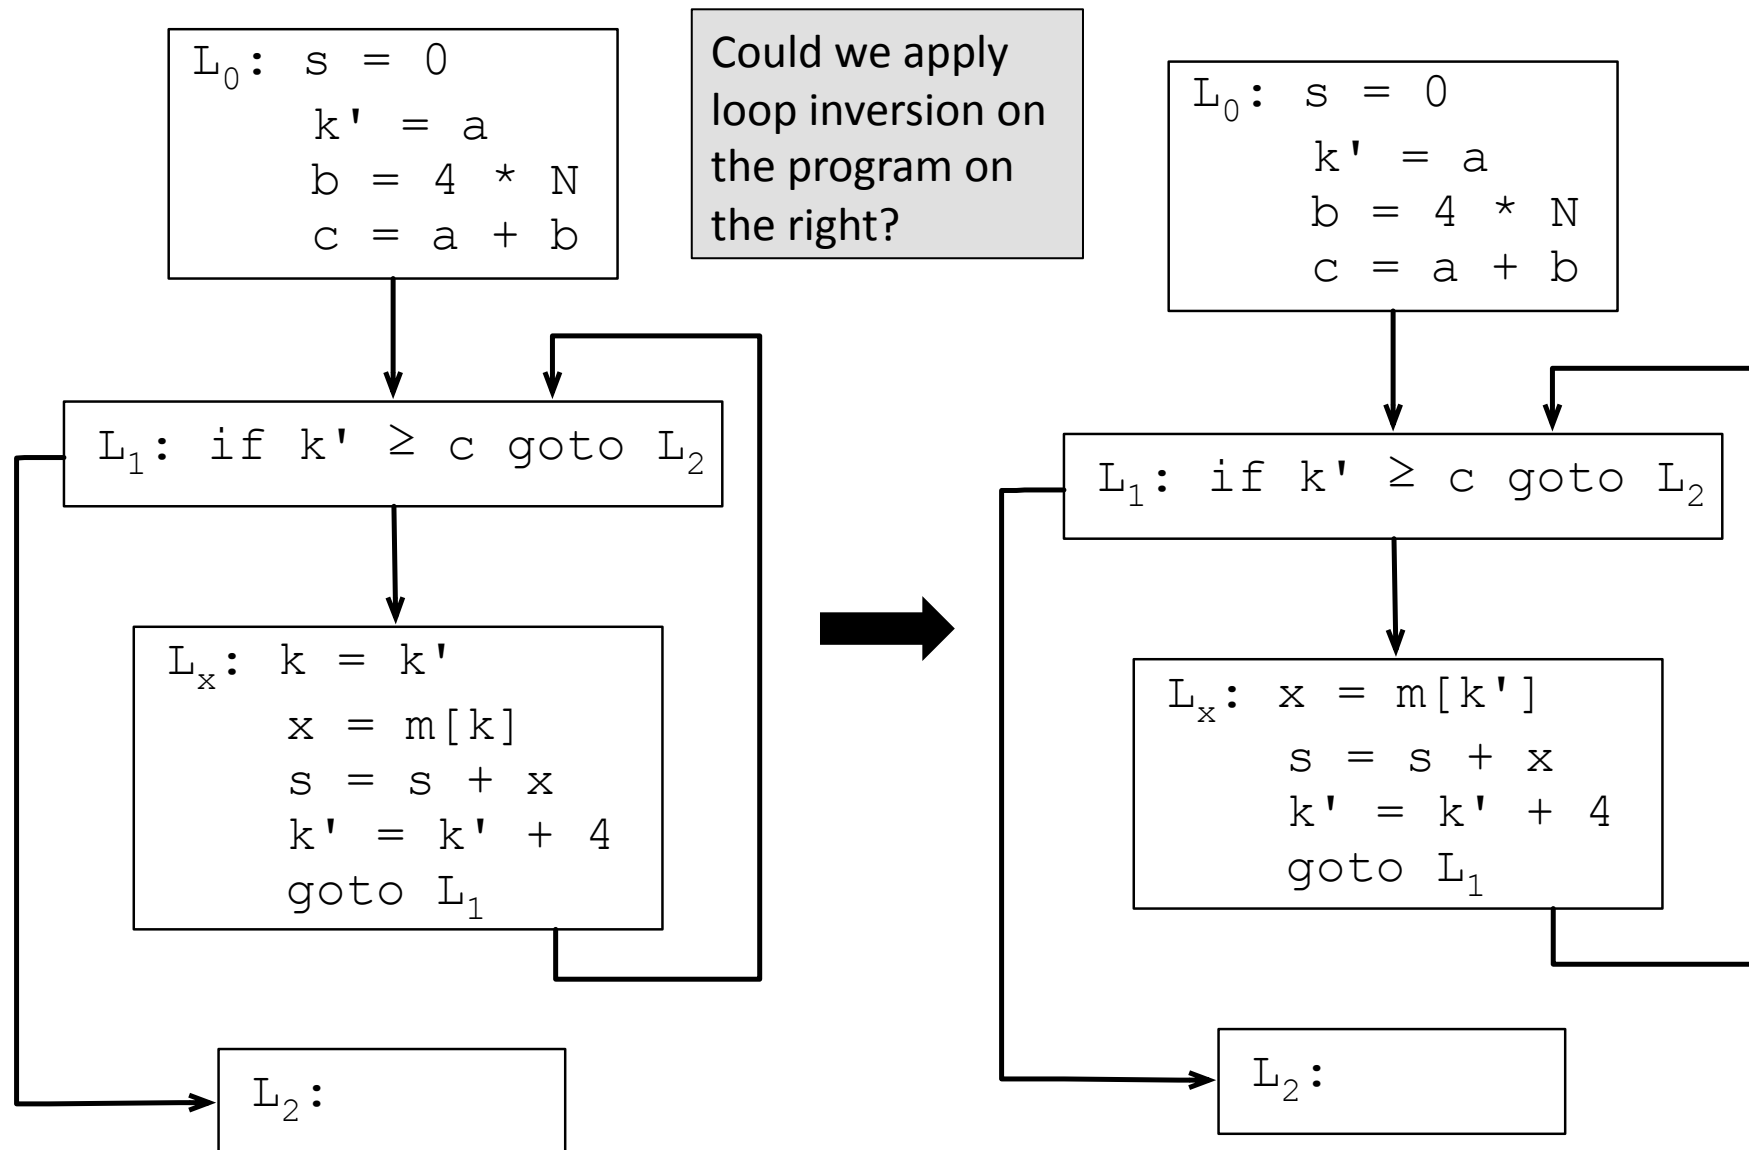 L₀: s = 0
k' = a
b = 4 * N
c = a + b
L₁: if k' ≥ c goto L₂
Lₓ: k = k'
x = m[k]
s = s + x
k' = k' + 4
goto L₁
L₂:
Could we apply
loop inversion on
the program on
the right?
L₀: s = 0
k' = a
b = 4 * N
c = a + b
L₁: if k' ≥ c goto L₂
Lₓ: x = m[k']
s = s + x
k' = k' + 4
goto L₁
L₂: